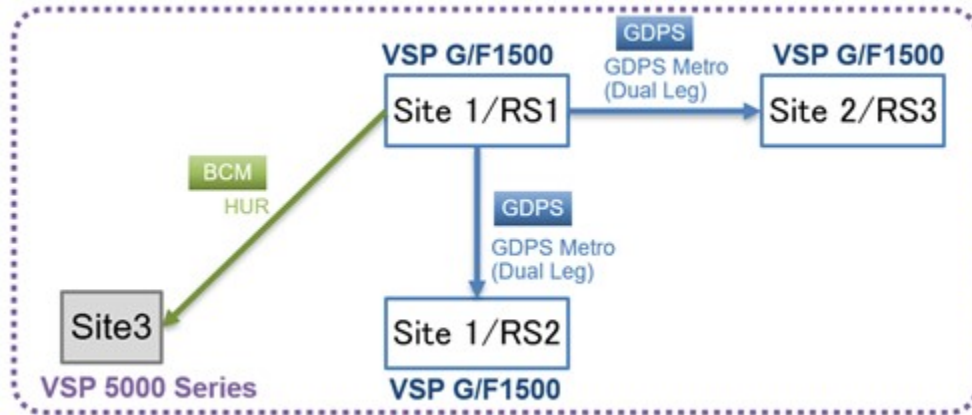 GDPS
VSP G/F1500
GDPS Metro
(Dual Leg)
VSP G/F1500
Site 1/RS1
Site 2/RS3
BCM
HUR
GDPS
GDPS Metro
(Dual Leg)
Site3
Site 1/RS2
VSP 5000 Series
VSP G/F1500